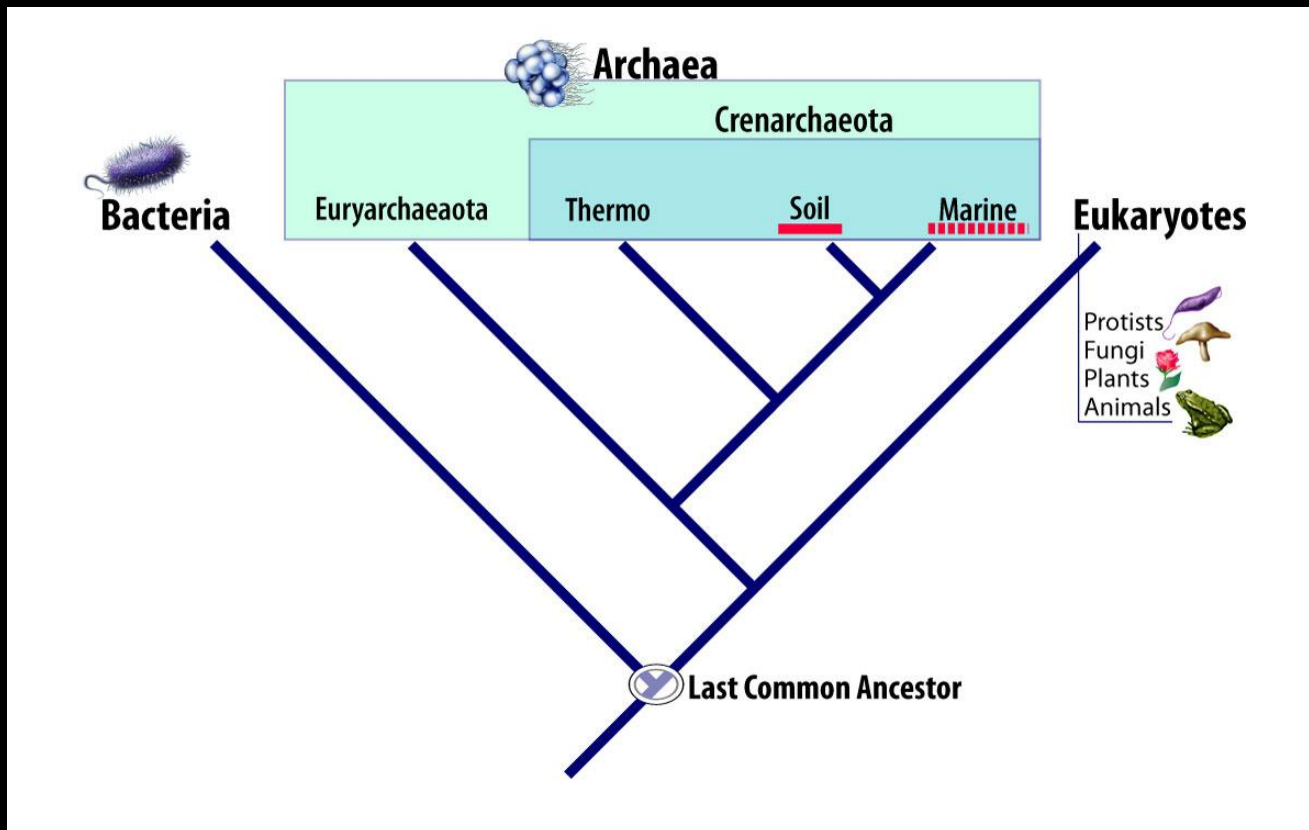 Archaea
Crenarchaeota
Bacteria
Euryarchaeaota
Thermo
Soil
Marine
Eukaryotes
Protists
Fungi
Plants
Animals
Last Common Ancestor